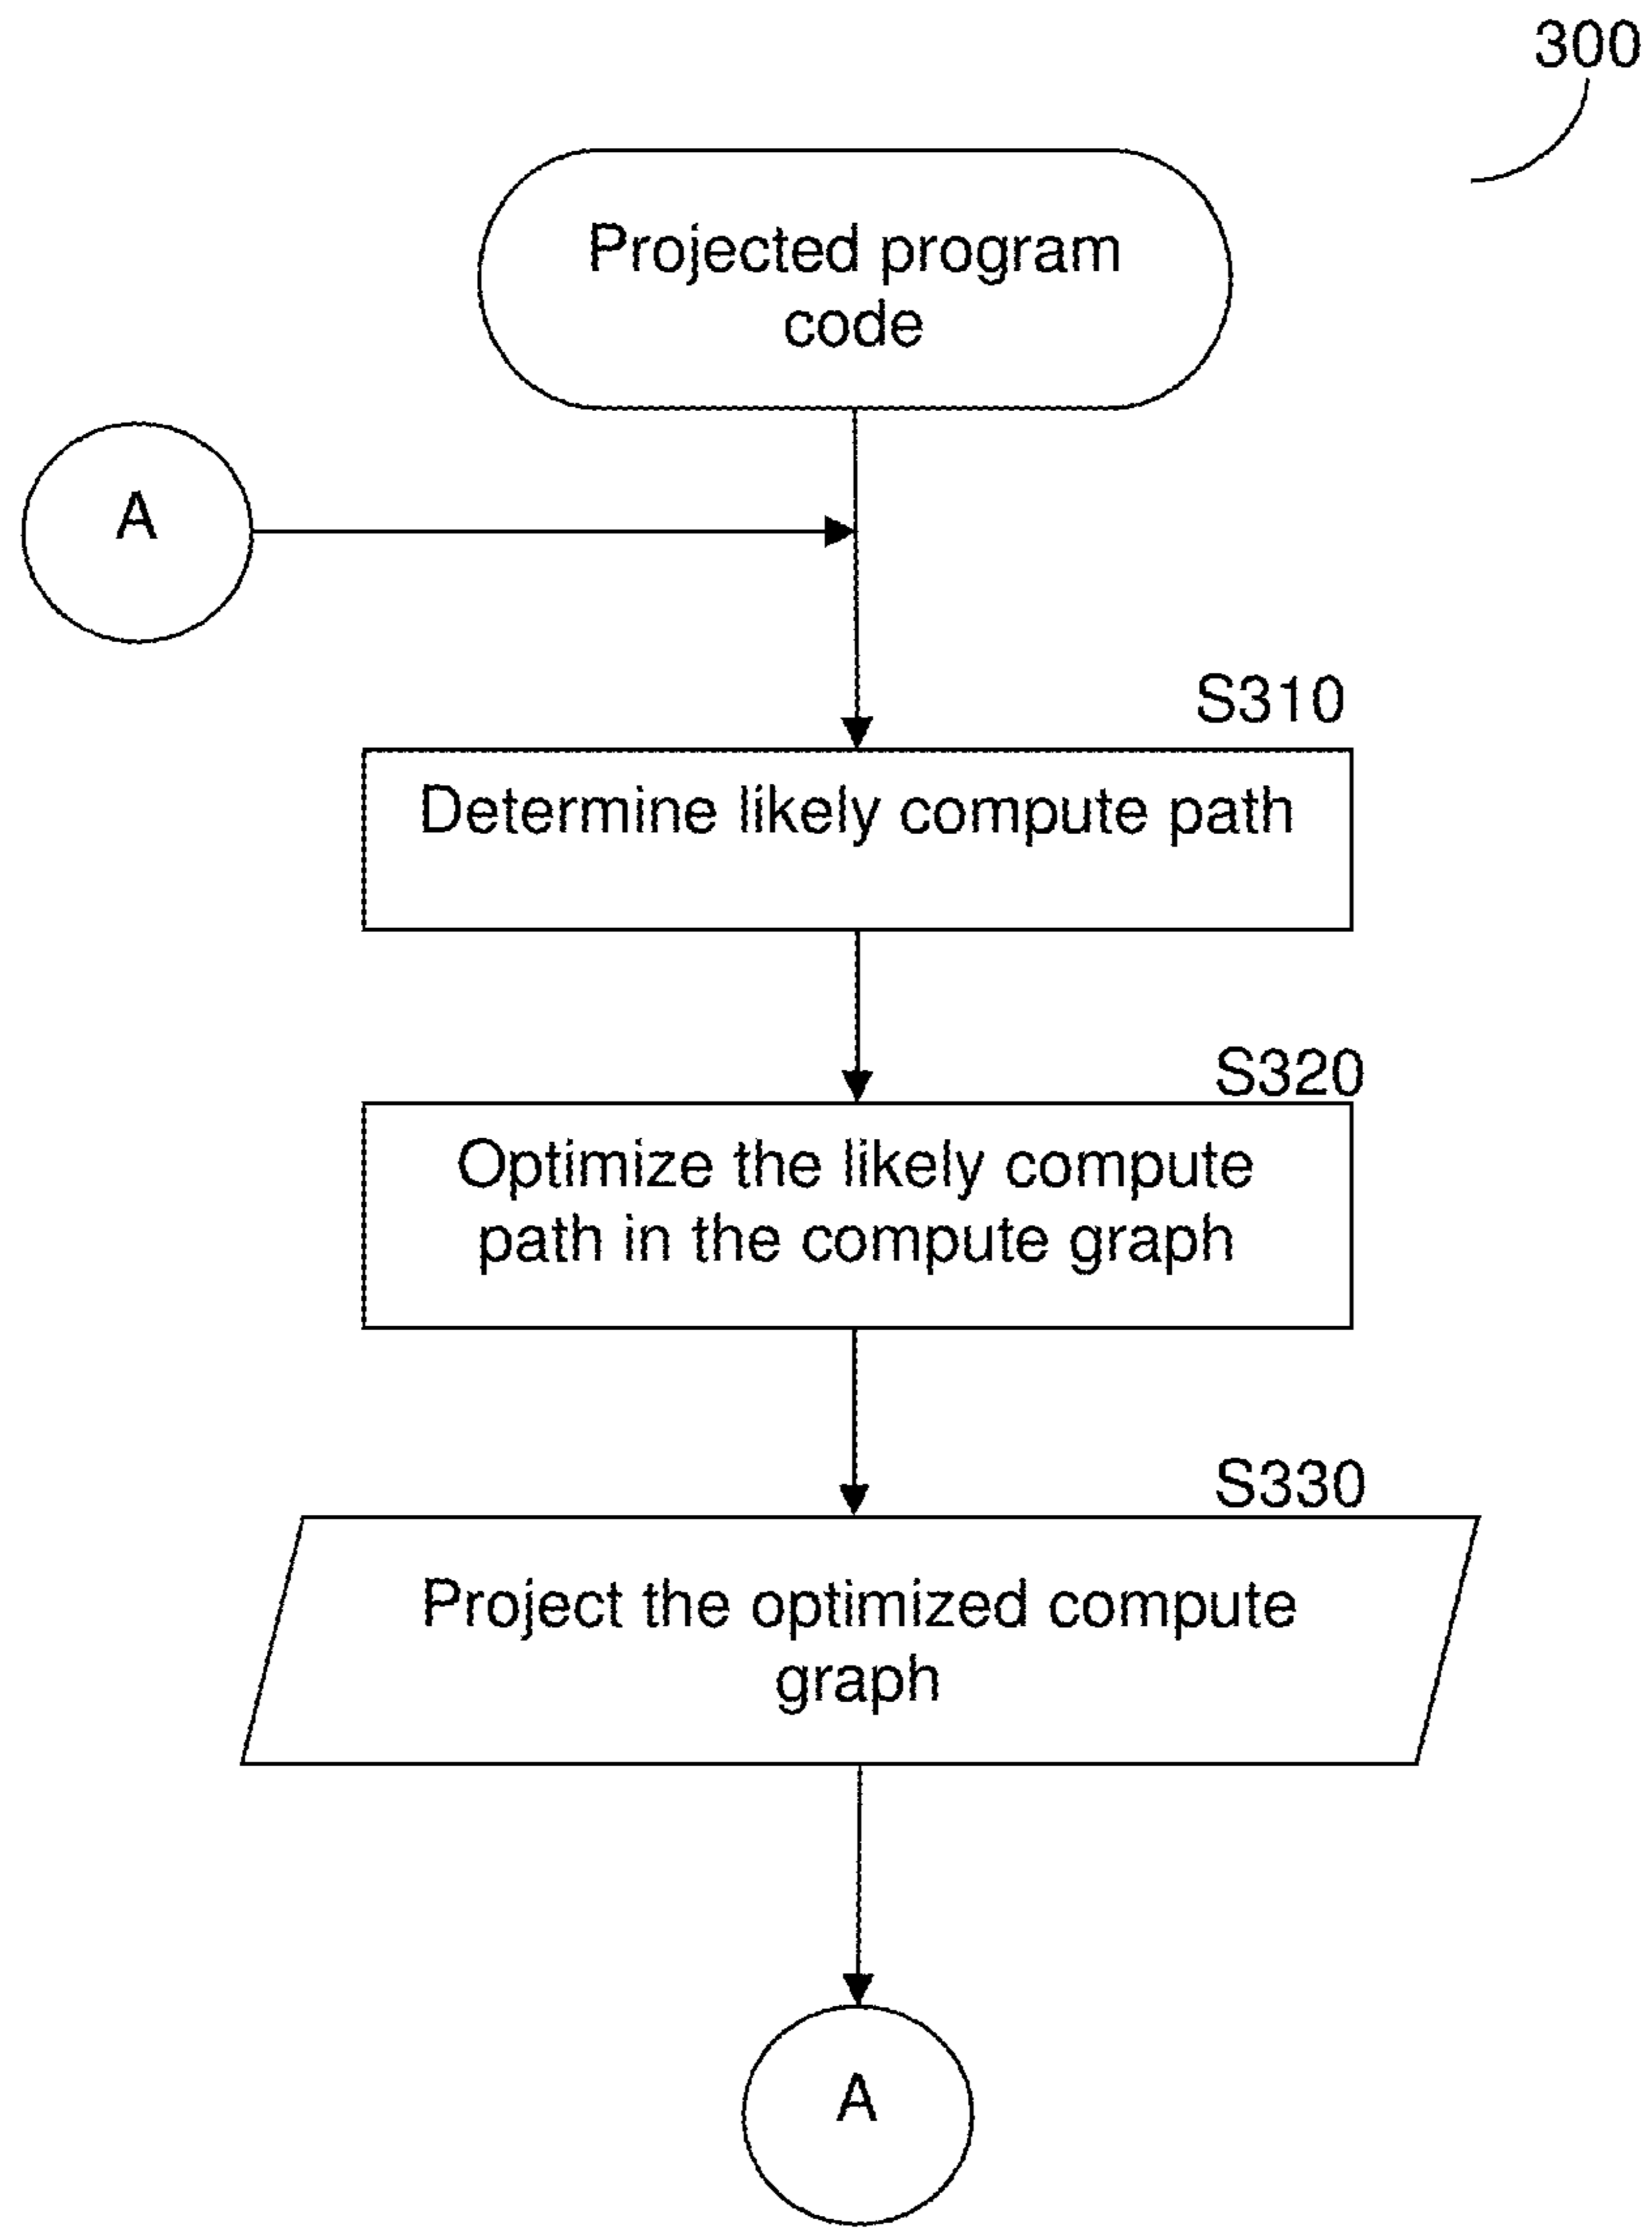 300
Projected program
code
A
S310
Determine likely compute path
S320
Optimize the likely compute
path in the compute graph
S330
Project the optimized compute
graph
A